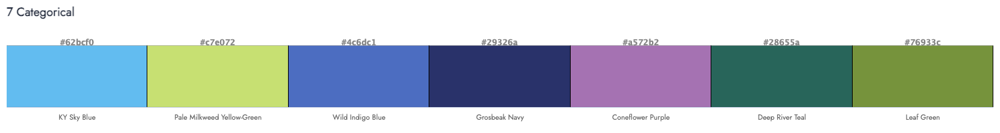 7 Categorical
#62bcf0 #c7e072 #4c6dc1 #29326a #a572b2 #28655a #76933c
KY Sky Blue Pale Milkweed Yellow-Green Wild Indigo Blue Grosbeak Navy Coneflower Purple Deep River Teal Leaf Green